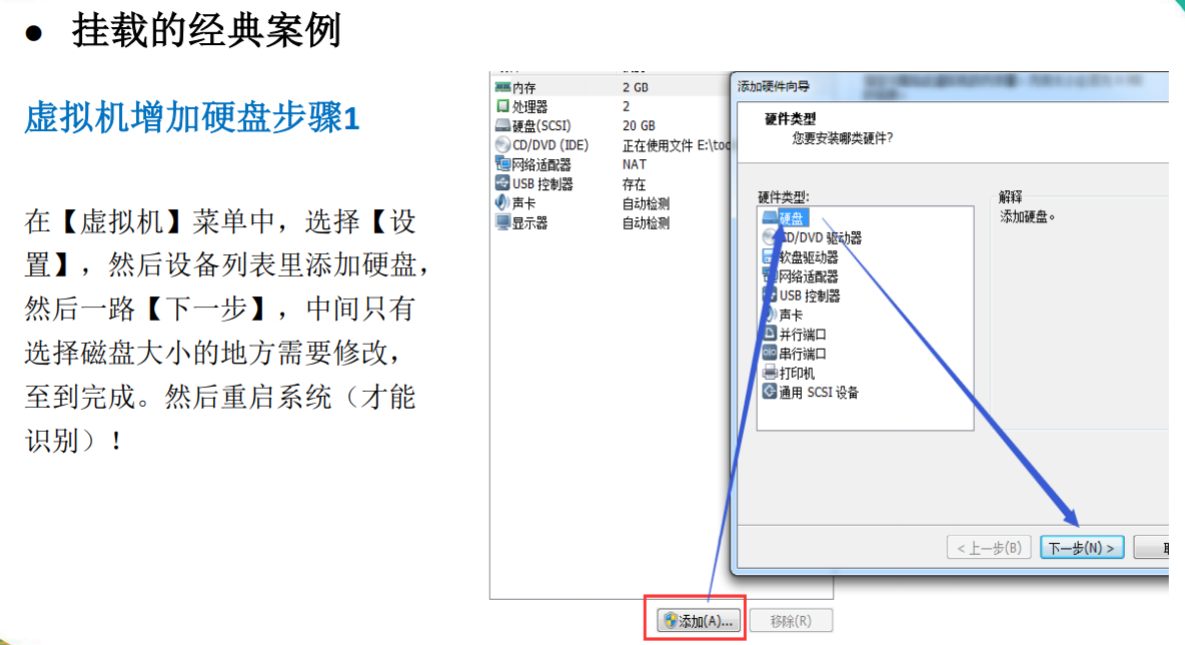 ● 挂载的经典案例
虚拟机增加硬盘步骤1
在【虚拟机】菜单中，选择【设
置】，然后设备列表里添加硬盘，
然后一路【下一步】，中间只有
选择磁盘大小的地方需要修改，
至到完成。然后重启系统（才能
识别）！
内存 2 GB
处理器 2
硬盘(SCSI) 20 GB
CD/DVD (IDE) 正在使用文件 E:\too
网络适配器 NAT
USB 控制器 存在
声卡 自动检测
显示器 自动检测
添加(A)... 移除(R)
添加硬件向导
硬件类型
您要安装哪类硬件?
硬件类型:
硬盘
CD/DVD 驱动器
软盘驱动器
网络适配器
USB 控制器
声卡
并行端口
串行端口
打印机
通用 SCSI 设备
解释
添加硬盘。
< 上一步(B) 下一步(N) >